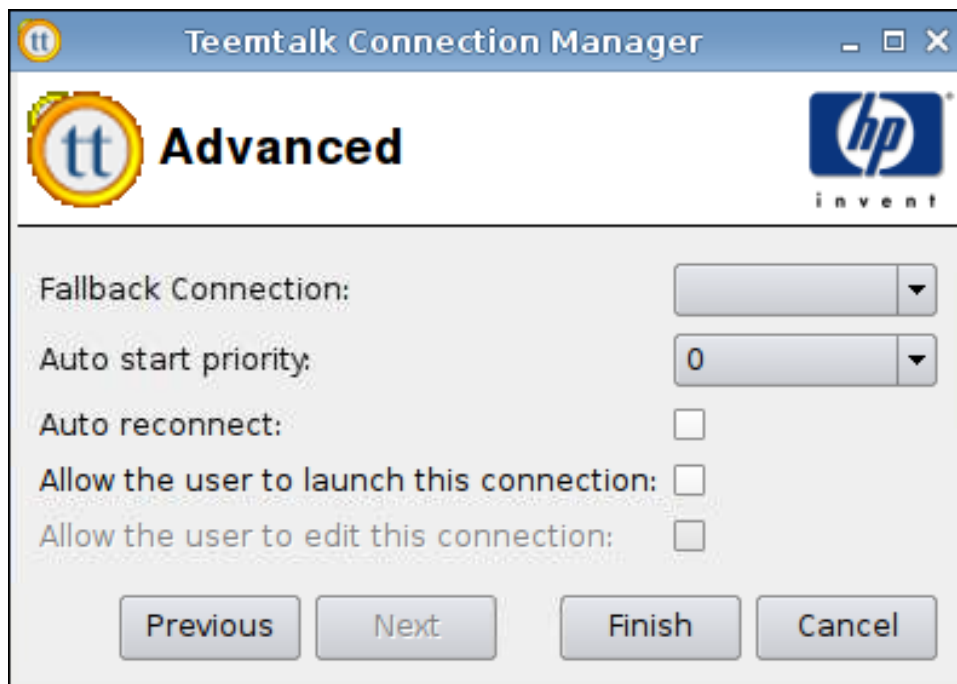 tt Teemtalk Connection Manager
tt Advanced hp
invent
Fallback Connection:
Auto start priority: 0
Auto reconnect:
Allow the user to launch this connection:
Allow the user to edit this connection:
Previous Next Finish Cancel